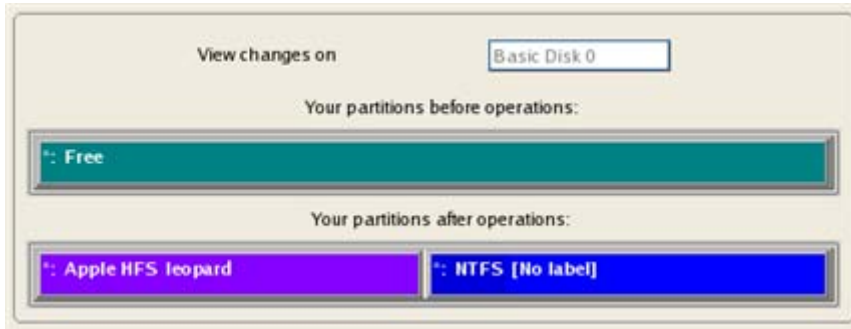 View changes on Basic Disk 0
Your partitions before operations:
*: Free
Your partitions after operations:
*: Apple HFS leopard *: NTFS [No label]